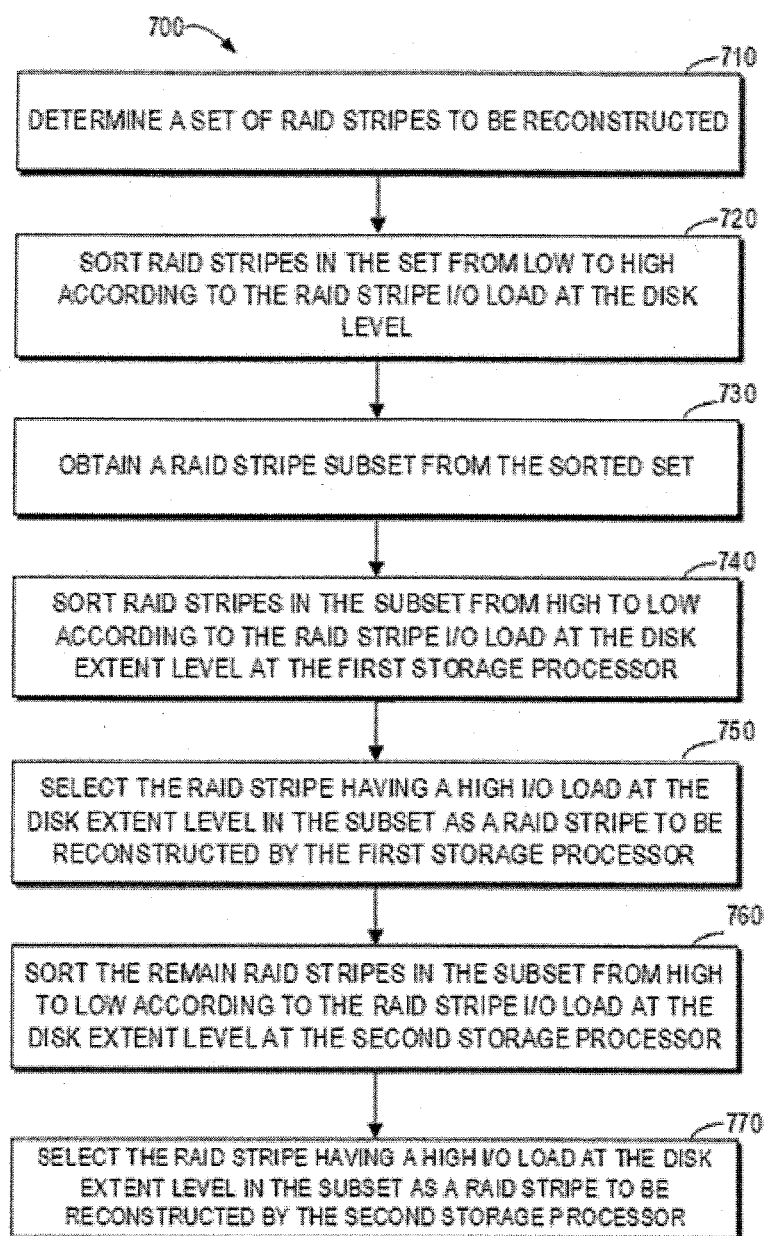 700
710
DETERMINE A SET OF RAID STRIPES TO BE RECONSTRUCTED
720
SORT RAID STRIPES IN THE SET FROM LOW TO HIGH
ACCORDING TO THE RAID STRIPE I/O LOAD AT THE DISK
LEVEL
730
OBTAIN A RAID STRIPE SUBSET FROM THE SORTED SET
740
SORT RAID STRIPES IN THE SUBSET FROM HIGH TO LOW
ACCORDING TO THE RAID STRIPE I/O LOAD AT THE DISK
EXTENT LEVEL AT THE FIRST STORAGE PROCESSOR
750
SELECT THE RAID STRIPE HAVING A HIGH I/O LOAD AT THE
DISK EXTENT LEVEL IN THE SUBSET AS A RAID STRIPE TO BE
RECONSTRUCTED BY THE FIRST STORAGE PROCESSOR
760
SORT THE REMAIN RAID STRIPES IN THE SUBSET FROM HIGH
TO LOW ACCORDING TO THE RAID STRIPE I/O LOAD AT THE
DISK EXTENT LEVEL AT THE SECOND STORAGE PROCESSOR
770
SELECT THE RAID STRIPE HAVING A HIGH I/O LOAD AT THE DISK
EXTENT LEVEL IN THE SUBSET AS A RAID STRIPE TO BE
RECONSTRUCTED BY THE SECOND STORAGE PROCESSOR